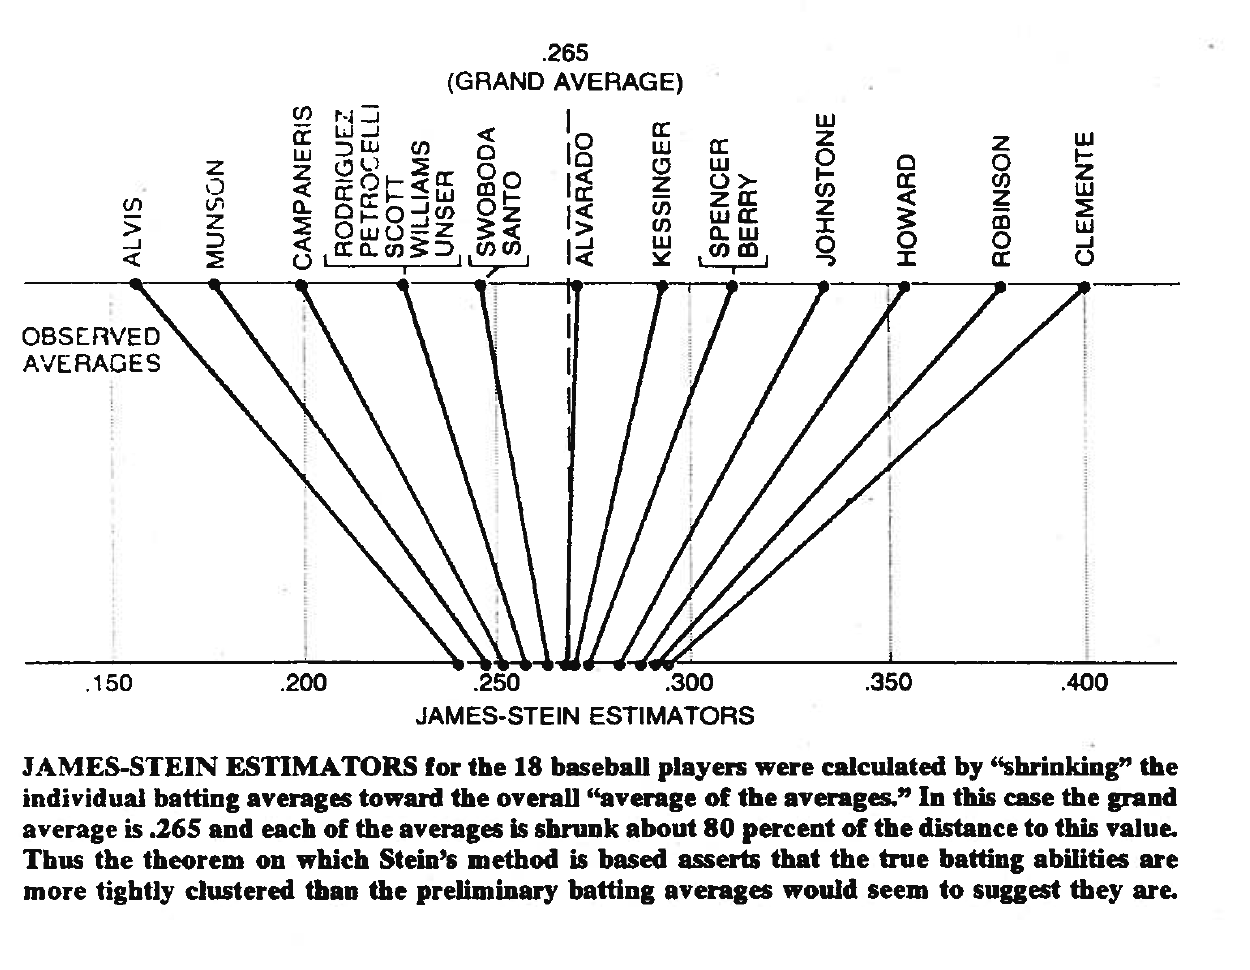 .265
(GRAND AVERAGE)
ALVIS
MUNSON
CAMPANERIS
RODRIGUEZ
PETROCELLI
SCOTT
WILLIAMS
UNSER
SWOBODA
SANTO
ALVARADO
KESSINGER
SPENCER
BERRY
JOHNSTONE
HOWARD
ROBINSON
CLEMENTE
OBSERVED
AVERAGES
.150 .200 .250 .300 .350 .400
JAMES-STEIN ESTIMATORS
JAMES-STEIN ESTIMATORS for the 18 baseball players were calculated by “shrinking” the
individual batting averages toward the overall “average of the averages.” In this case the grand
average is .265 and each of the averages is shrunk about 80 percent of the distance to this value.
Thus the theorem on which Stein’s method is based asserts that the true batting abilities are
more tightly clustered than the preliminary batting averages would seem to suggest they are.